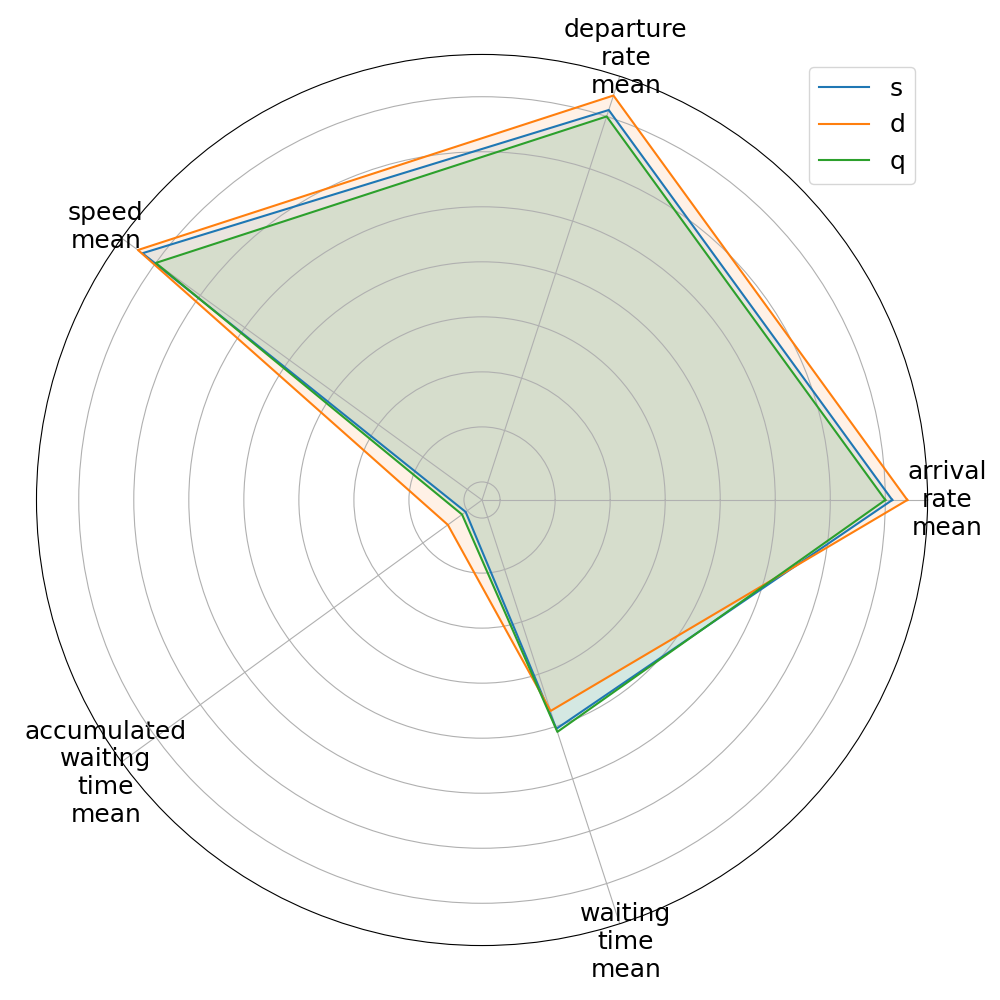 departure
rate
mean
s
d
q
speed
mean
arrival
rate
mean
accumulated
waiting
time
mean
waiting
time
mean